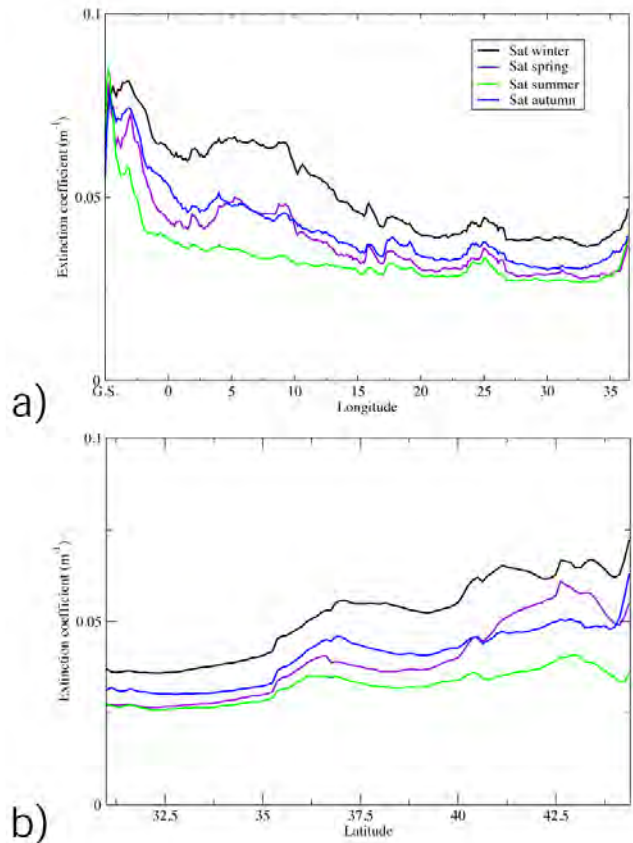 0.1
Sat winter
Sat spring
Sat summer
Sat autumn
Extinction coefficient (m⁻¹)
0.05
0
G.S. 0 5 10 15 20 25 30 35
Longitude
a)
0.1
Extinction coefficient (m⁻¹)
0.05
0
32.5 35 37.5 40 42.5
Latitude
b)